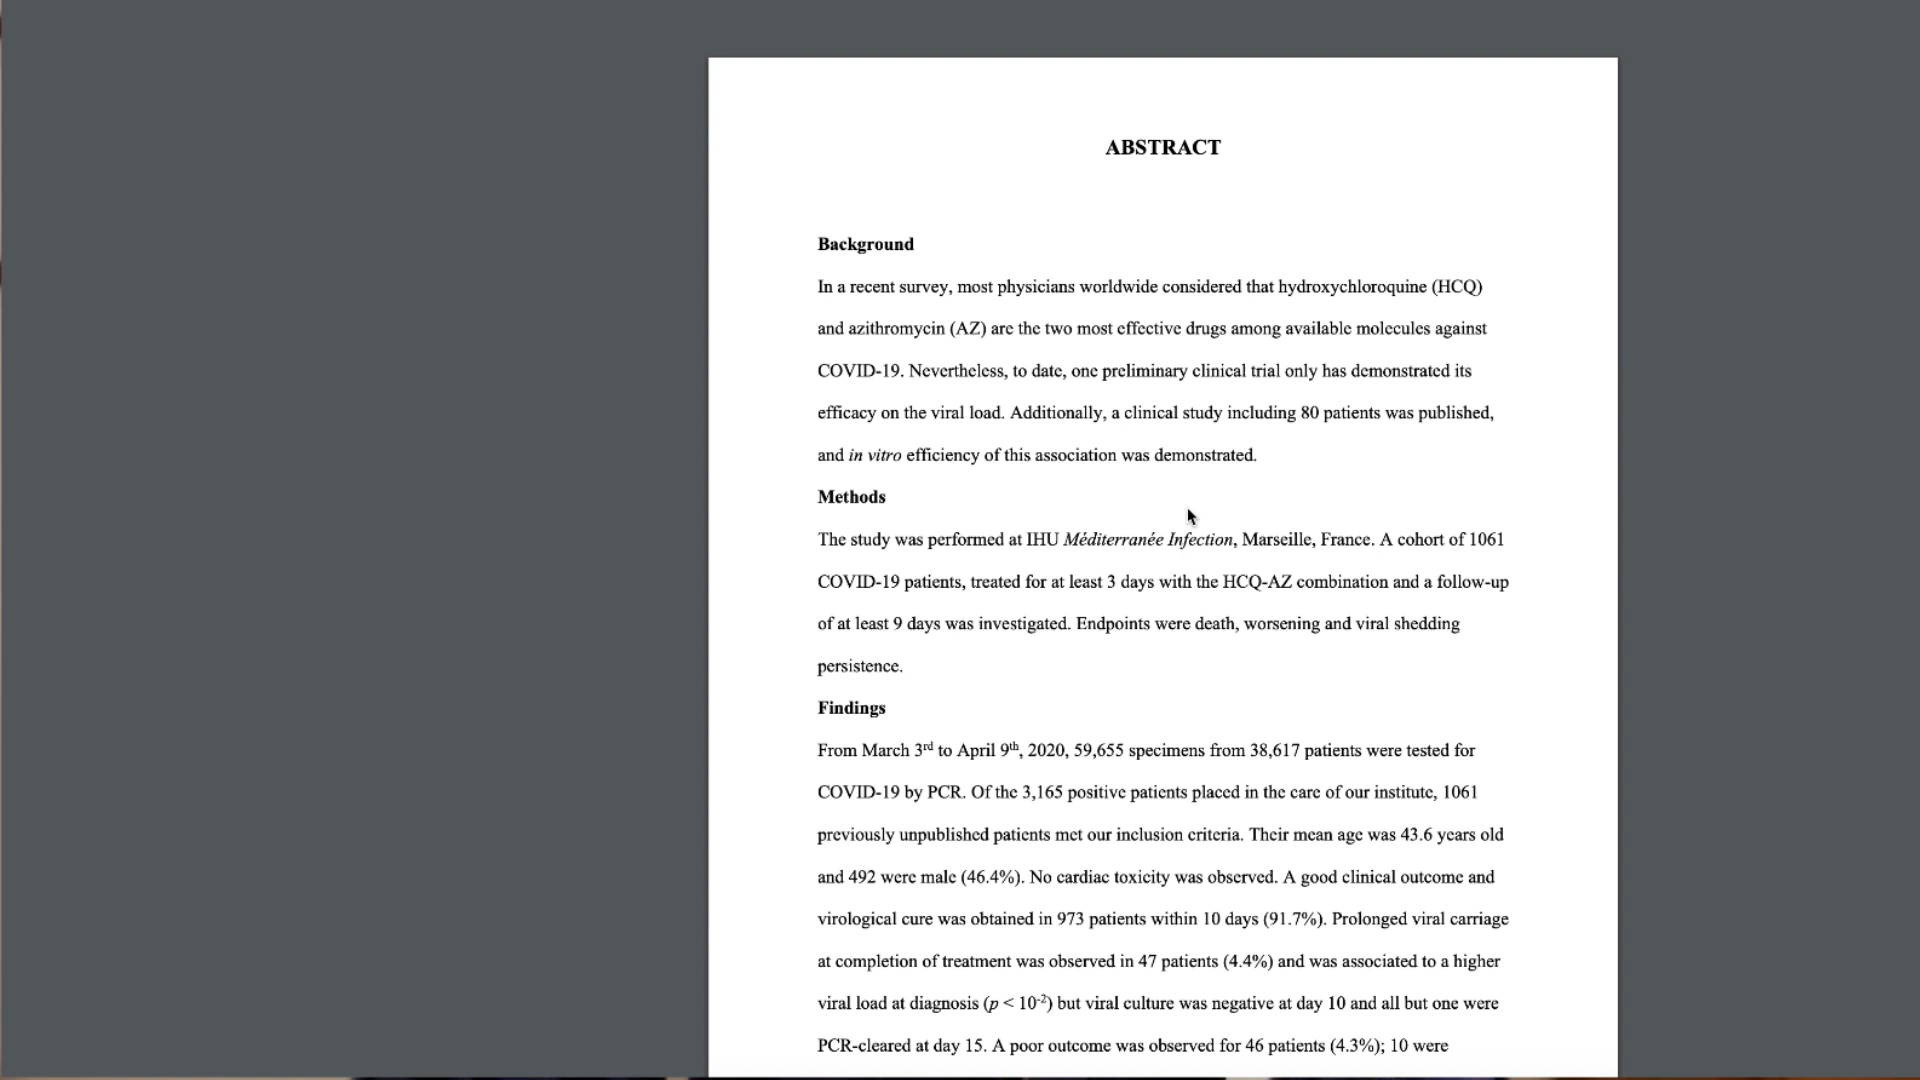 ABSTRACT
Background
In a recent survey, most physicians worldwide considered that hydroxychloroquine (HCQ)
and azithromycin (AZ) are the two most effective drugs among available molecules against
COVID-19. Nevertheless, to date, one preliminary clinical trial only has demonstrated its
efficacy on the viral load. Additionally, a clinical study including 80 patients was published,
and in vitro efficiency of this association was demonstrated.
Methods
The study was performed at IHU Méditerranée Infection, Marseille, France. A cohort of 1061
COVID-19 patients, treated for at least 3 days with the HCQ-AZ combination and a follow-up
of at least 9 days was investigated. Endpoints were death, worsening and viral shedding
persistence.
Findings
From March 3rd to April 9th, 2020, 59,655 specimens from 38,617 patients were tested for
COVID-19 by PCR. Of the 3,165 positive patients placed in the care of our institute, 1061
previously unpublished patients met our inclusion criteria. Their mean age was 43.6 years old
and 492 were male (46.4%). No cardiac toxicity was observed. A good clinical outcome and
virological cure was obtained in 973 patients within 10 days (91.7%). Prolonged viral carriage
at completion of treatment was observed in 47 patients (4.4%) and was associated to a higher
viral load at diagnosis (p < 10-2) but viral culture was negative at day 10 and all but one were
PCR-cleared at day 15. A poor outcome was observed for 46 patients (4.3%); 10 were